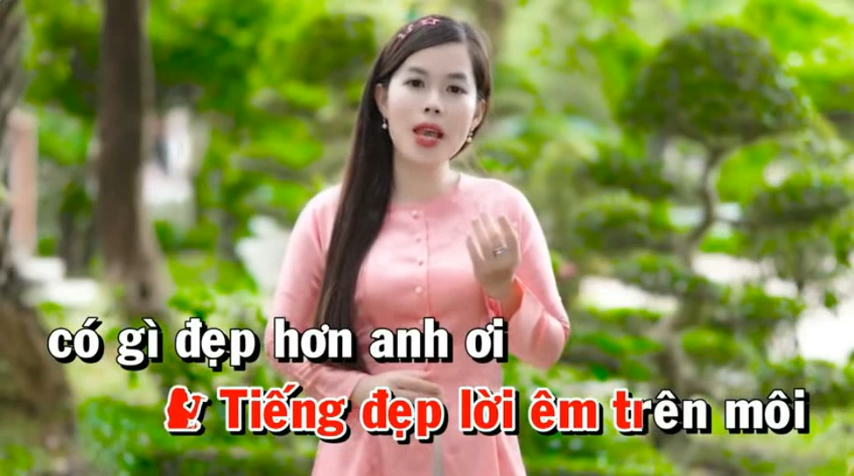 có gì đẹp hơn anh ơi
Tiếng đẹp lời êm trên môi